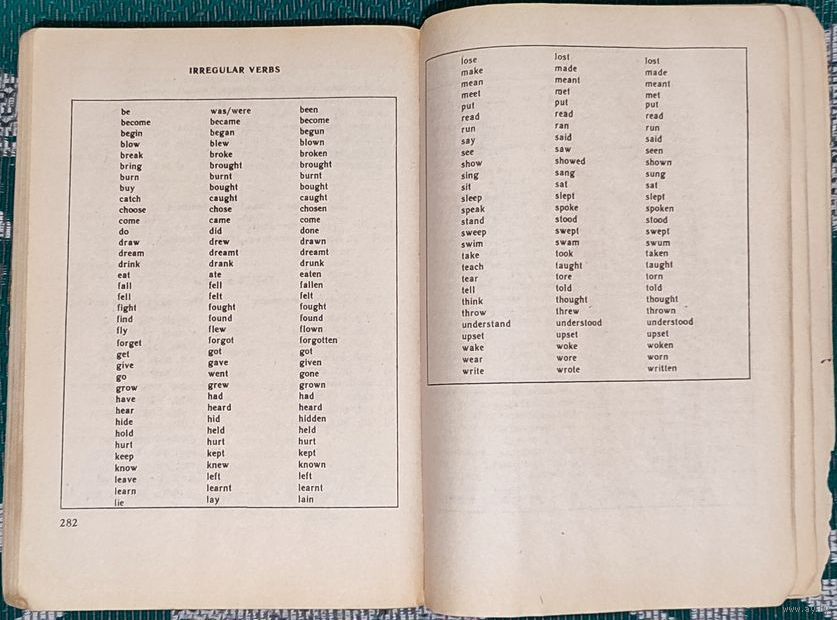 IRREGULAR VERBS
be was/were been
become became become
begin began begun
blow blew blown
break broke broken
bring brought brought
burn burnt burnt
buy bought bought
catch caught caught
choose chose chosen
come came come
do did done
draw drew drawn
dream dreamt dreamt
drink drank drunk
eat ate eaten
fall fell fallen
fell felt felt
fight fought fought
find found found
fly flew flown
forget forgot forgotten
get got got
give gave given
go went gone
grow grew grown
have had had
hear heard heard
hide hid hidden
hold held held
hurt hurt hurt
keep kept kept
know knew known
leave left left
learn learnt learnt
lie lay lain
282
lose lost lost
make made made
mean meant meant
meet met met
put put put
read read read
run ran run
say said said
see saw seen
show showed shown
sing sang sung
sit sat sat
sleep slept slept
speak spoke spoken
stand stood stood
sweep swept swept
swim swam swum
take took taken
teach taught taught
tear tore torn
tell told told
think thought thought
throw threw thrown
understand understood understood
upset upset upset
wake woke woken
wear wore worn
write wrote written